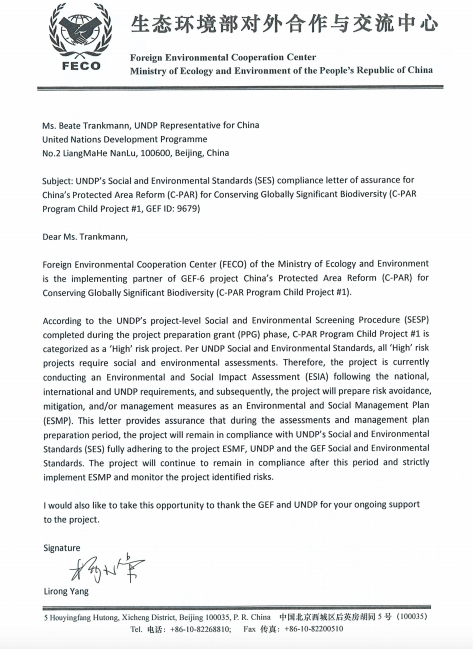 生态环境部对外合作与交流中心
FECO
Foreign Environmental Cooperation Center
Ministry of Ecology and Environment of the People's Republic of China
Ms. Beate Trankmann, UNDP Representative for China
United Nations Development Programme
No.2 LiangMaHe NanLu, 100600, Beijing, China
Subject: UNDP's Social and Environmental Standards (SES) compliance letter of assurance for
China's Protected Area Reform (C-PAR) for Conserving Globally Significant Biodiversity (C-PAR
Program Child Project #1, GEF ID: 9679)
Dear Ms. Trankmann,
Foreign Environmental Cooperation Center (FECO) of the Ministry of Ecology and Environment
is the implementing partner of GEF-6 project China's Protected Area Reform (C-PAR) for
Conserving Globally Significant Biodiversity (C-PAR Program Child Project #1).
According to the UNDP's project-level Social and Environmental Screening Procedure (SESP)
completed during the project preparation grant (PPG) phase, C-PAR Program Child Project #1 is
categorized as a 'High' risk project. Per UNDP Social and Environmental Standards, all 'High' risk
projects require social and environmental assessments. Therefore, the project is currently
conducting an Environmental and Social Impact Assessment (ESIA) following the national,
international and UNDP requirements, and subsequently, the project will prepare risk avoidance,
mitigation, and/or management measures as an Environmental and Social Management Plan
(ESMP). This letter provides assurance that during the assessments and management plan
preparation period, the project will remain in compliance with UNDP's Social and Environmental
Standards (SES) fully adhering to the project ESMF, UNDP and the GEF Social and Environmental
Standards. The project will continue to remain in compliance after this period and strictly
implement ESMP and monitor the project identified risks.
I would also like to take this opportunity to thank the GEF and UNDP for your ongoing support
to the project.
Signature
Lirong Yang
5 Houyingfang Hutong, Xicheng District, Beijing 100035, P. R. China 中国北京西城区后英房胡同 5 号 (100035)
Tel. 电话: +86-10-82268810; Fax 传真: +86-10-82200510